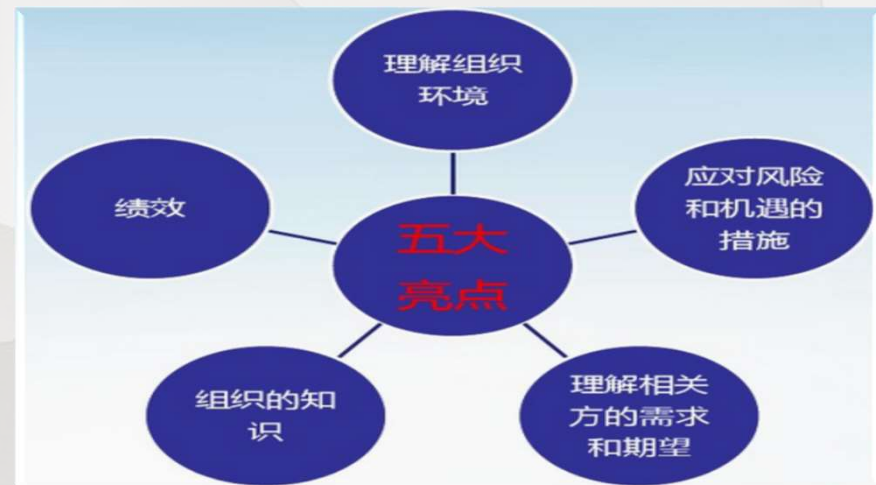 理解组织
环境
应对风险
和机遇的
措施
理解相关
方的需求
和期望
组织的知
识
绩效
五大
亮点